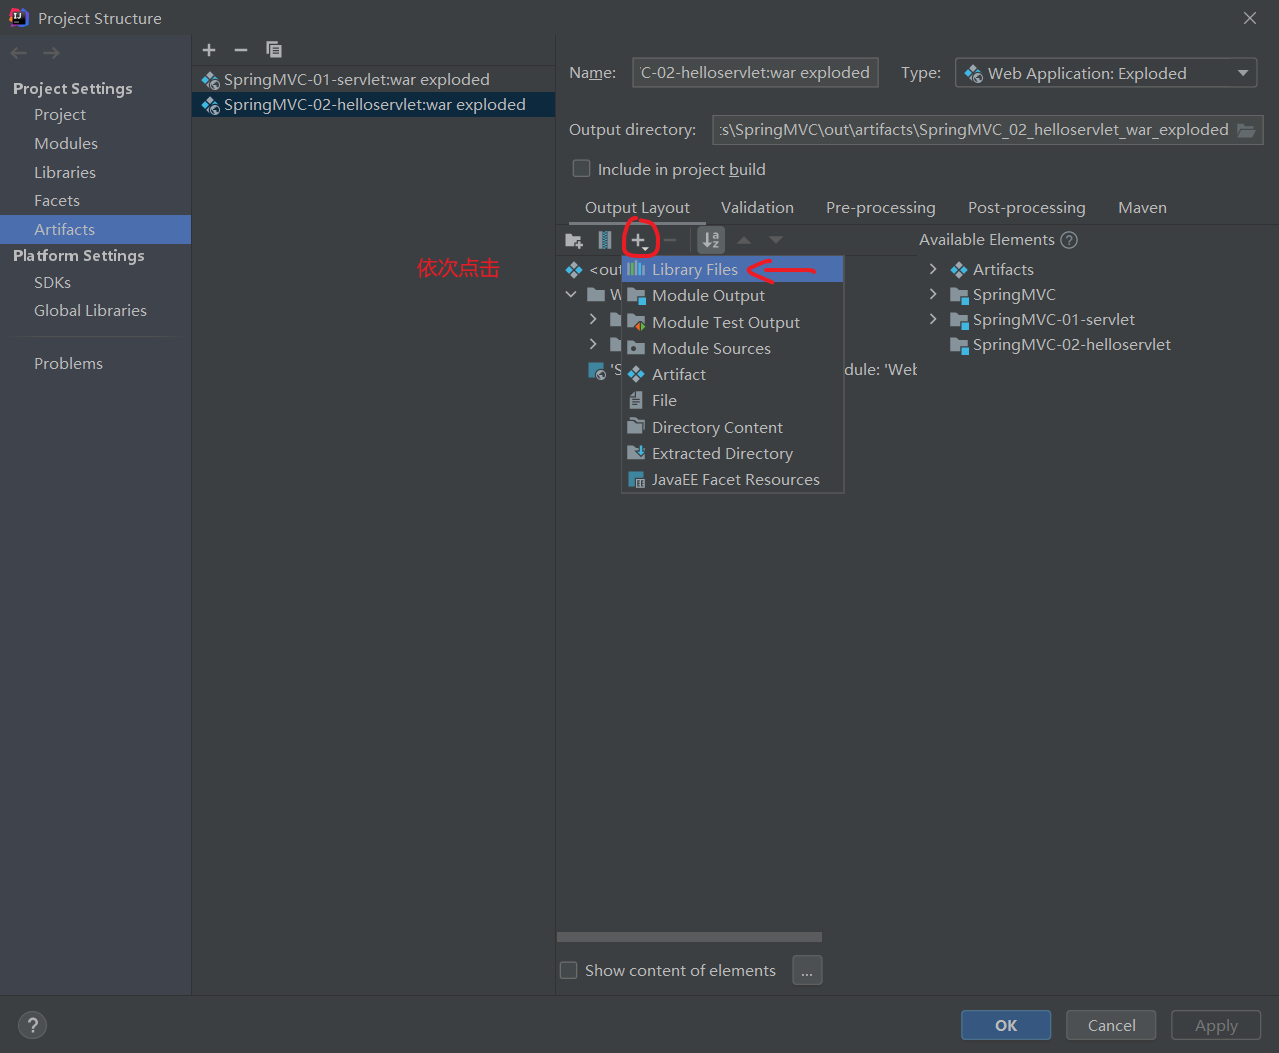 Project Structure
Project Settings
Project
Modules
Libraries
Facets
Artifacts
Platform Settings
SDKs
Global Libraries
Problems
SpringMVC-01-servlet:war exploded
SpringMVC-02-helloservlet:war exploded
依次点击
Name: C-02-helloservlet:war exploded Type: Web Application: Exploded
Output directory: s\SpringMVC\out\artifacts\SpringMVC_02_helloservlet_war_exploded
Include in project build
Output Layout Validation Pre-processing Post-processing Maven
Available Elements ?
<out
W
'S
dule: 'Web
Library Files
Module Output
Module Test Output
Module Sources
Artifact
File
Directory Content
Extracted Directory
JavaEE Facet Resources
Artifacts
SpringMVC
SpringMVC-01-servlet
SpringMVC-02-helloservlet
Show content of elements ...
? OK Cancel Apply